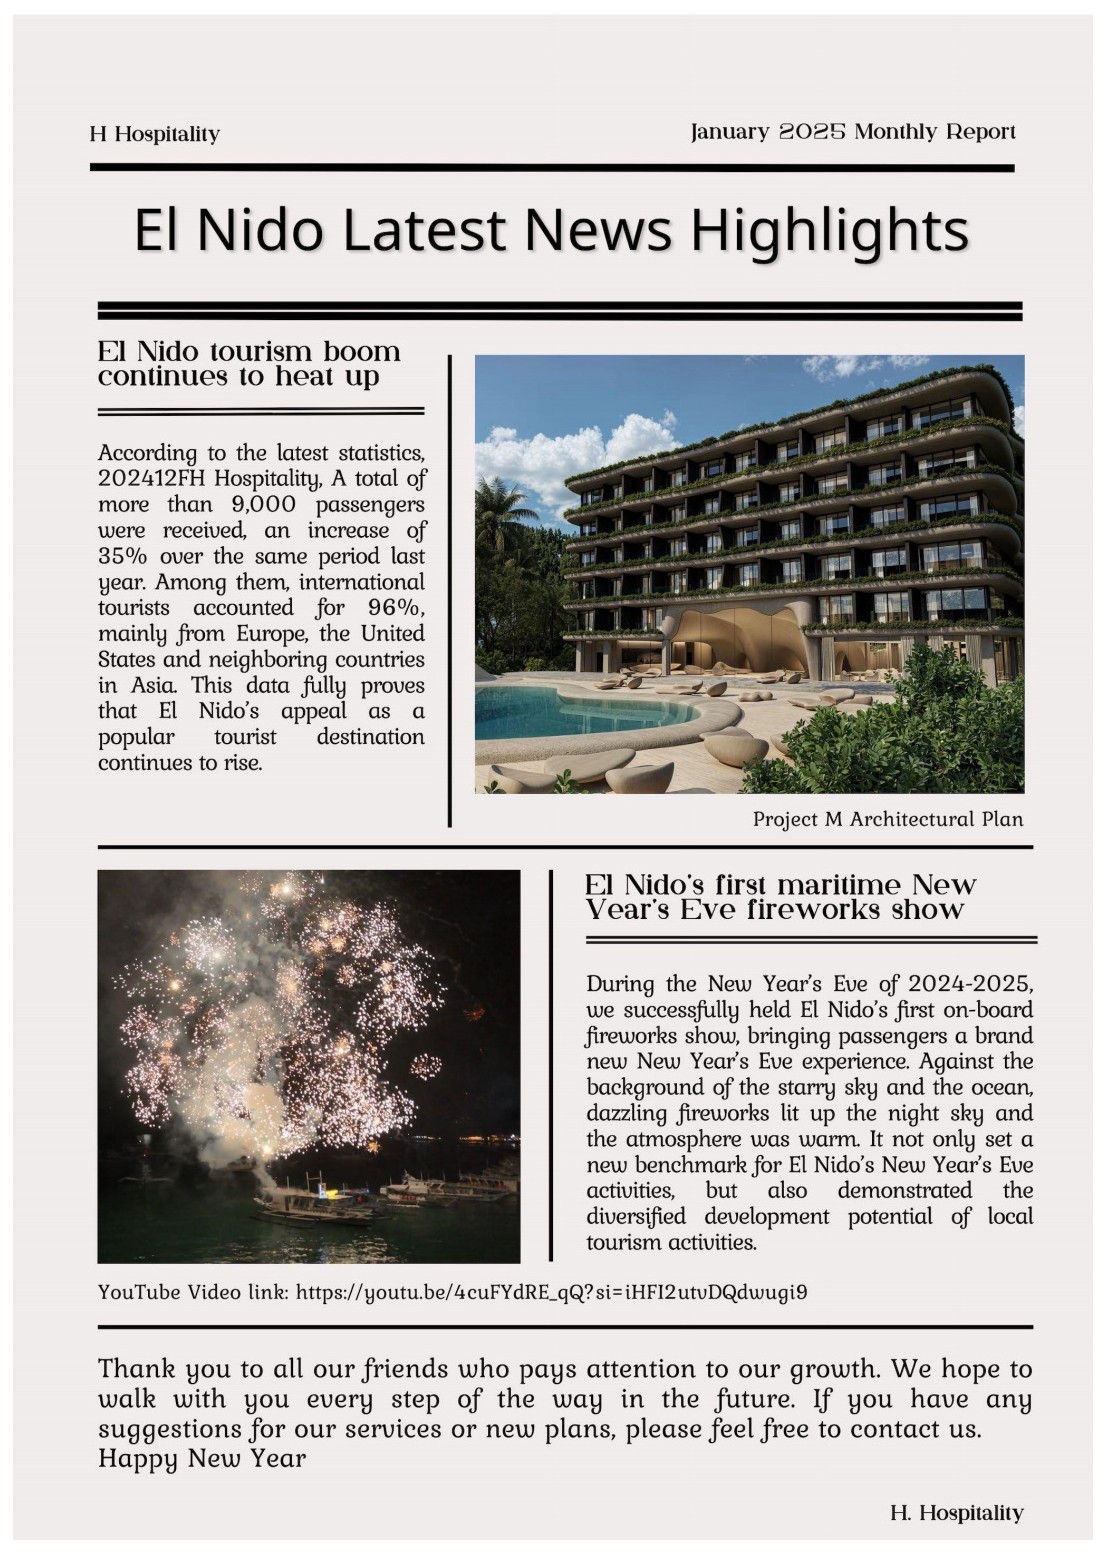 H Hospitality
January 2025 Monthly Report
El Nido Latest News Highlights
El Nido tourism boom
continues to heat up
According to the latest statistics,
202412FH Hospitality, A total of
more than 9,000 passengers
were received, an increase of
35% over the same period last
year. Among them, international
tourists accounted for 96%,
mainly from Europe, the United
States and neighboring countries
in Asia. This data fully proves
that El Nido's appeal as a
popular tourist destination
continues to rise.
Project M Architectural Plan
El Nido's first maritime New
Year's Eve fireworks show
During the New Year's Eve of 2024-2025,
we successfully held El Nido's first on-board
fireworks show, bringing passengers a brand
new New Year's Eve experience. Against the
background of the starry sky and the ocean,
dazzling fireworks lit up the night sky and
the atmosphere was warm. It not only set a
new benchmark for El Nido's New Year's Eve
activities, but also demonstrated the
diversified development potential of local
tourism activities.
YouTube Video link: https://youtu.be/4cuFYdRE_qQ?si=iHFI2utvDQdwugi9
Thank you to all our friends who pays attention to our growth. We hope to
walk with you every step of the way in the future. If you have any
suggestions for our services or new plans, please feel free to contact us.
Happy New Year
H. Hospitality